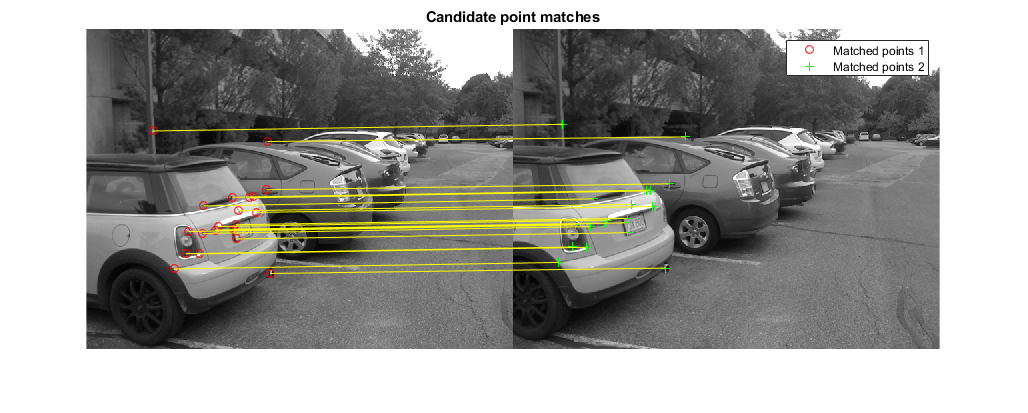 Candidate point matches
Matched points 1
Matched points 2